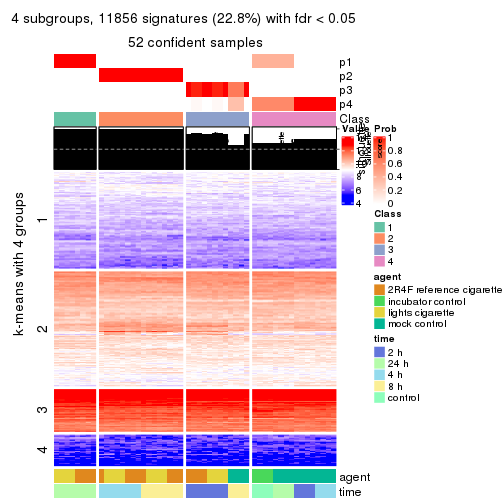 4 subgroups, 11856 signatures (22.8%) with fdr < 0.05
52 confident samples
p1
p2
p3
p4
Class
Value
Prob
1
0.8
0.6
0.4
0.2
0
6
4
Class
1
2
3
4
agent
2R4F reference cigarette
incubator control
lights cigarette
mock control
time
2 h
24 h
4 h
8 h
control
k-means with 4 groups
1
2
3
4
agent
time